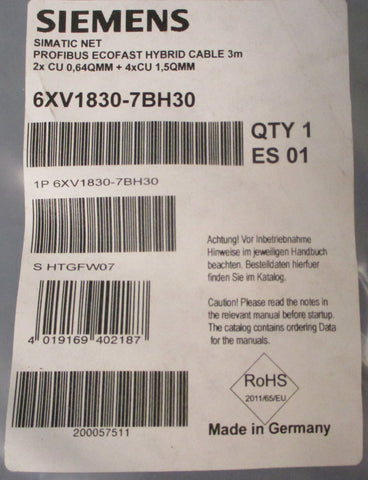 SIEMENS
SIMATIC NET
PROFIBUS ECOFAST HYBRID CABLE 3m
2x CU 0,64QMM + 4xCU 1,5QMM
6XV1830-7BH30
QTY 1
ES 01
1P 6XV1830-7BH30
S HTGFW07
Achtung! Vor Inbetriebnahme
Hinweise im jeweiligen Handbuch
beachten. Bestelldaten hierfuer
finden Sie im Katalog.
Caution! Please read the notes in
the relevant manual before startup.
The catalog contains ordering Data
for the manuals.
4 019169 402187
RoHS
2011/65/EU
200057511
Made in Germany